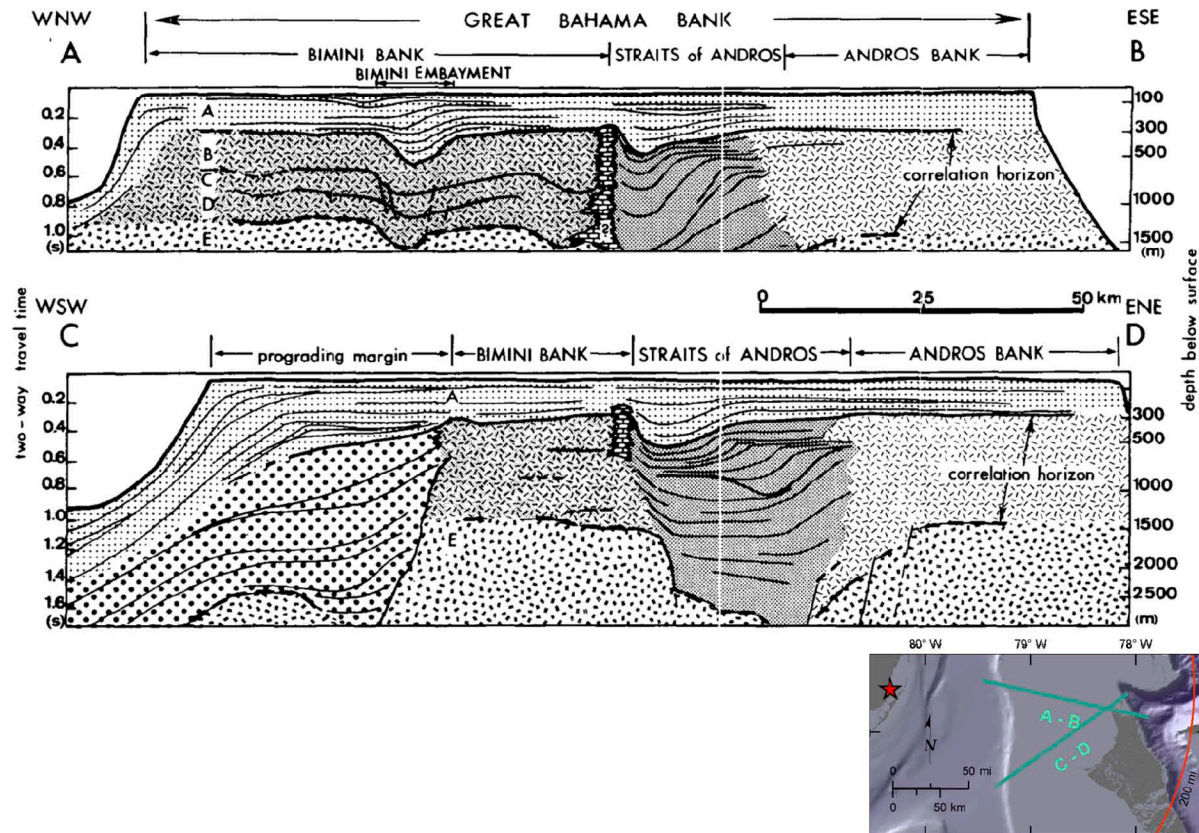 WNW
GREAT BAHAMA BANK
ESE
A
BIMINI BANK
STRAITS of ANDROS
ANDROS BANK
B
BIMINI EMBAYMENT
0.2
0.4
0.6
0.8
1.0
(s)
A
B
C
D
E
?
correlation horizon
100
300
500
1000
1500
(m)
WSW
0 25 50 km
ENE
C
prograding margin
BIMINI BANK
STRAITS of ANDROS
ANDROS BANK
D
two-way travel time
0.2
0.4
0.6
0.8
1.0
1.2
1.4
1.6
(s)
A
E
correlation horizon
300
500
1000
1500
2000
2500
(m)
depth below surface
80° W 79° W 78° W
A - B
C - D
N
0 50 mi
0 50 km
200 mi